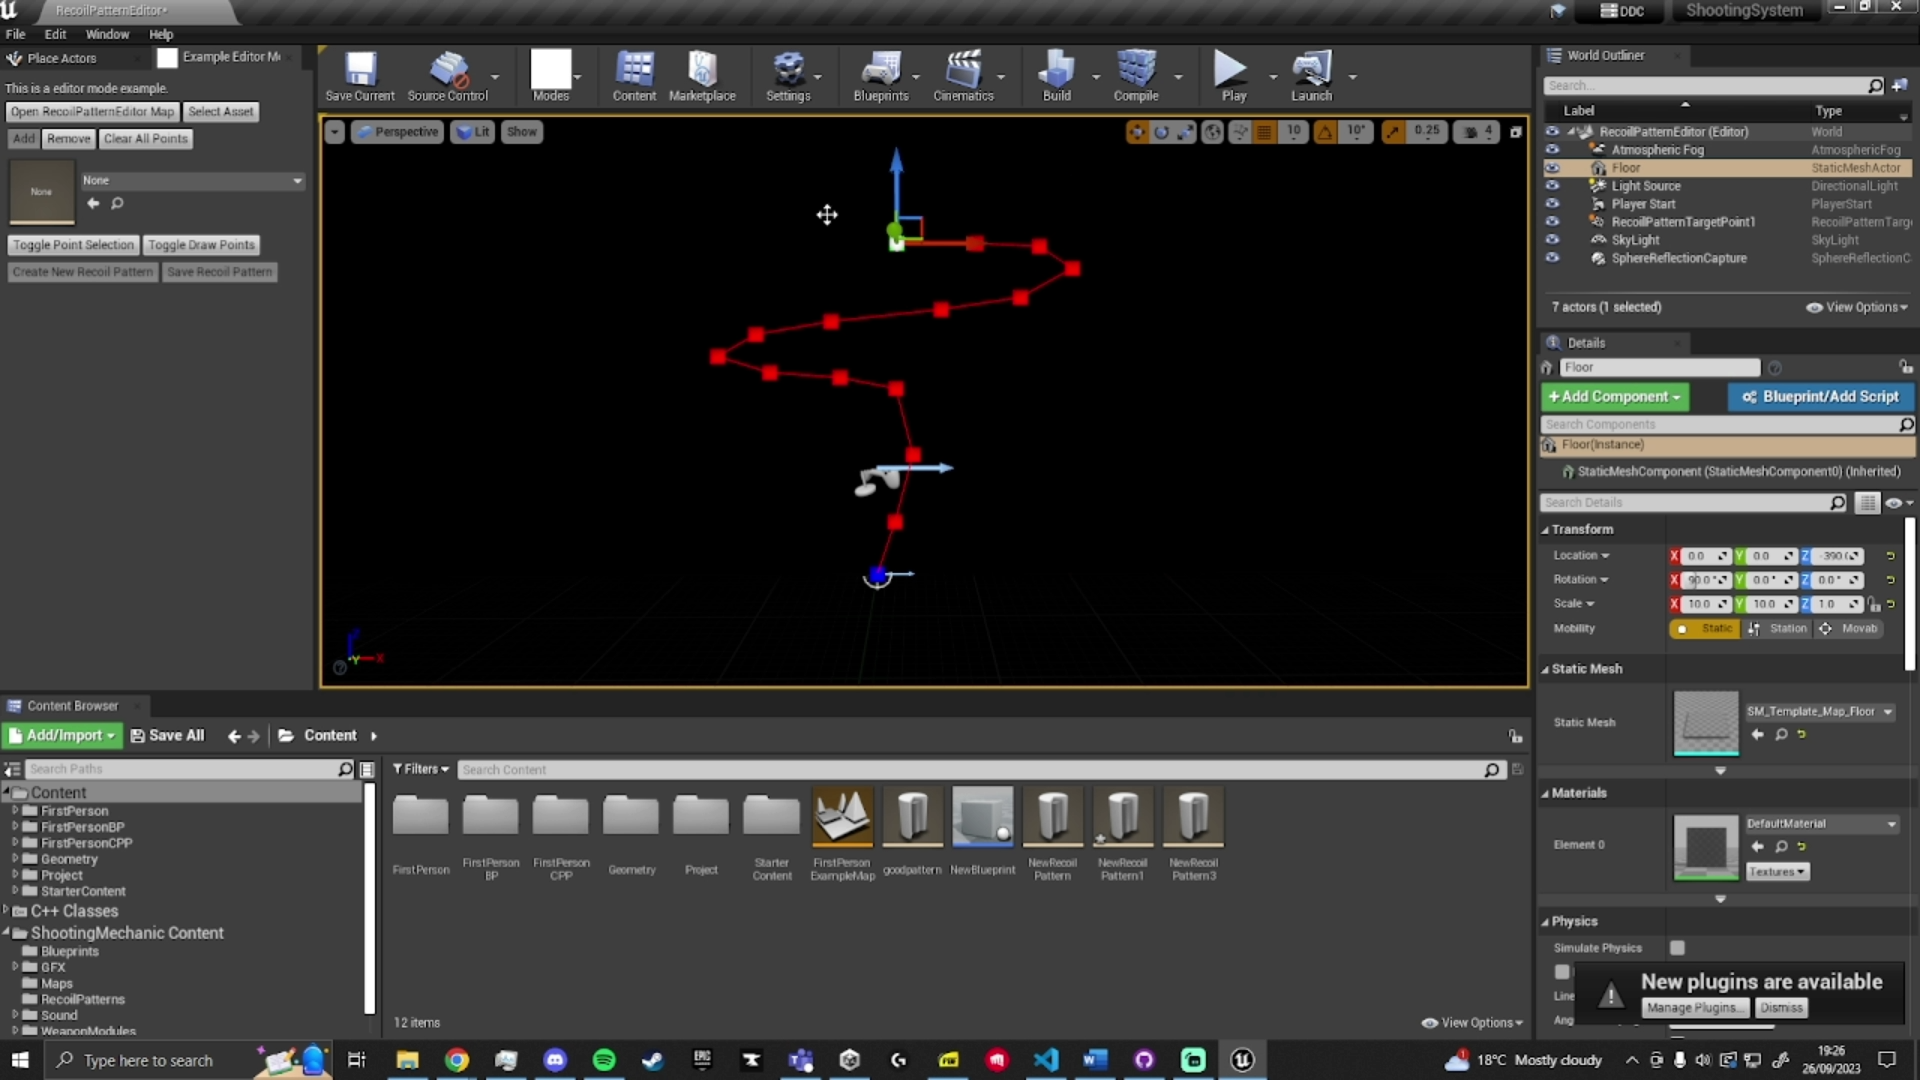 RecoilPatternEditor*
DDC
ShootingSystem
File
Edit
Window
Help
Place Actors
Example Editor Mo
This is a editor mode example.
Open RecoilPatternEditor Map
Select Asset
Add
Remove
Clear All Points
None
None
Toggle Point Selection
Toggle Draw Points
Create New Recoil Pattern
Save Recoil Pattern
Save Current
Source Control
Modes
Content
Marketplace
Settings
Blueprints
Cinematics
Build
Compile
Play
Launch
Perspective
Lit
Show
10
10°
0.25
4
X
Y
World Outliner
Search...
Label
Type
RecoilPatternEditor (Editor)
World
Atmospheric Fog
AtmosphericFog
Floor
StaticMeshActor
Light Source
DirectionalLight
Player Start
PlayerStart
RecoilPatternTargetPoint1
RecoilPatternTarg
SkyLight
SkyLight
SphereReflectionCapture
SphereReflectionC
7 actors (1 selected)
View Options
Details
Floor
+Add Component
Blueprint/Add Script
Search Components
Floor(Instance)
StaticMeshComponent (StaticMeshComponent0) (Inherited)
Search Details
Transform
Location
X 0.0
Y 0.0
Z -390.(
Rotation
X 90.0°
Y 0.0°
Z 0.0°
Scale
X 10.0
Y 10.0
Z 1.0
Mobility
Static
Station
Movab
Static Mesh
Static Mesh
SM_Template_Map_Floor
Materials
Element 0
DefaultMaterial
Textures
Physics
Simulate Physics
Line
Ang
New plugins are available
Manage Plugins...
Dismiss
Content Browser
Add/Import
Save All
Content
Search Paths
Filters
Search Content
Content
FirstPerson
FirstPersonBP
FirstPersonCPP
Geometry
Project
StarterContent
C++ Classes
ShootingMechanic Content
Blueprints
GFX
Maps
RecoilPatterns
Sound
WeaponModules
FirstPerson
FirstPerson
BP
FirstPerson
CPP
Geometry
Project
Starter
Content
FirstPerson
ExampleMap
goodpattern
NewBlueprint
NewRecoil
Pattern
NewRecoil
Pattern1
NewRecoil
Pattern3
12 items
View Options
Type here to search
EPIC
1
18°C Mostly cloudy
19:26
26/09/2023